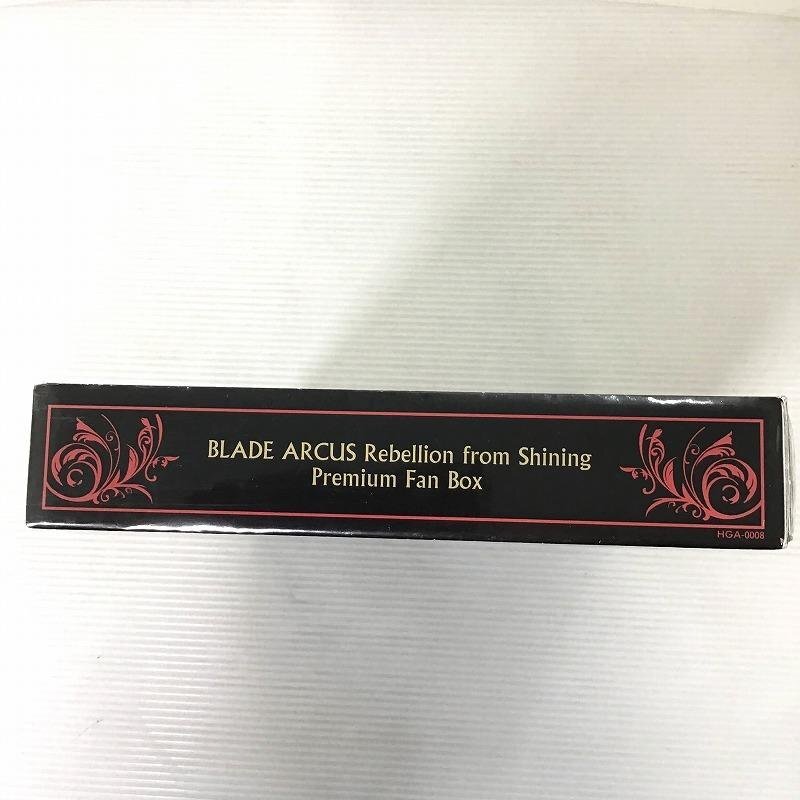 BLADE ARCUS Rebellion from Shining
Premium Fan Box
HGA-0008